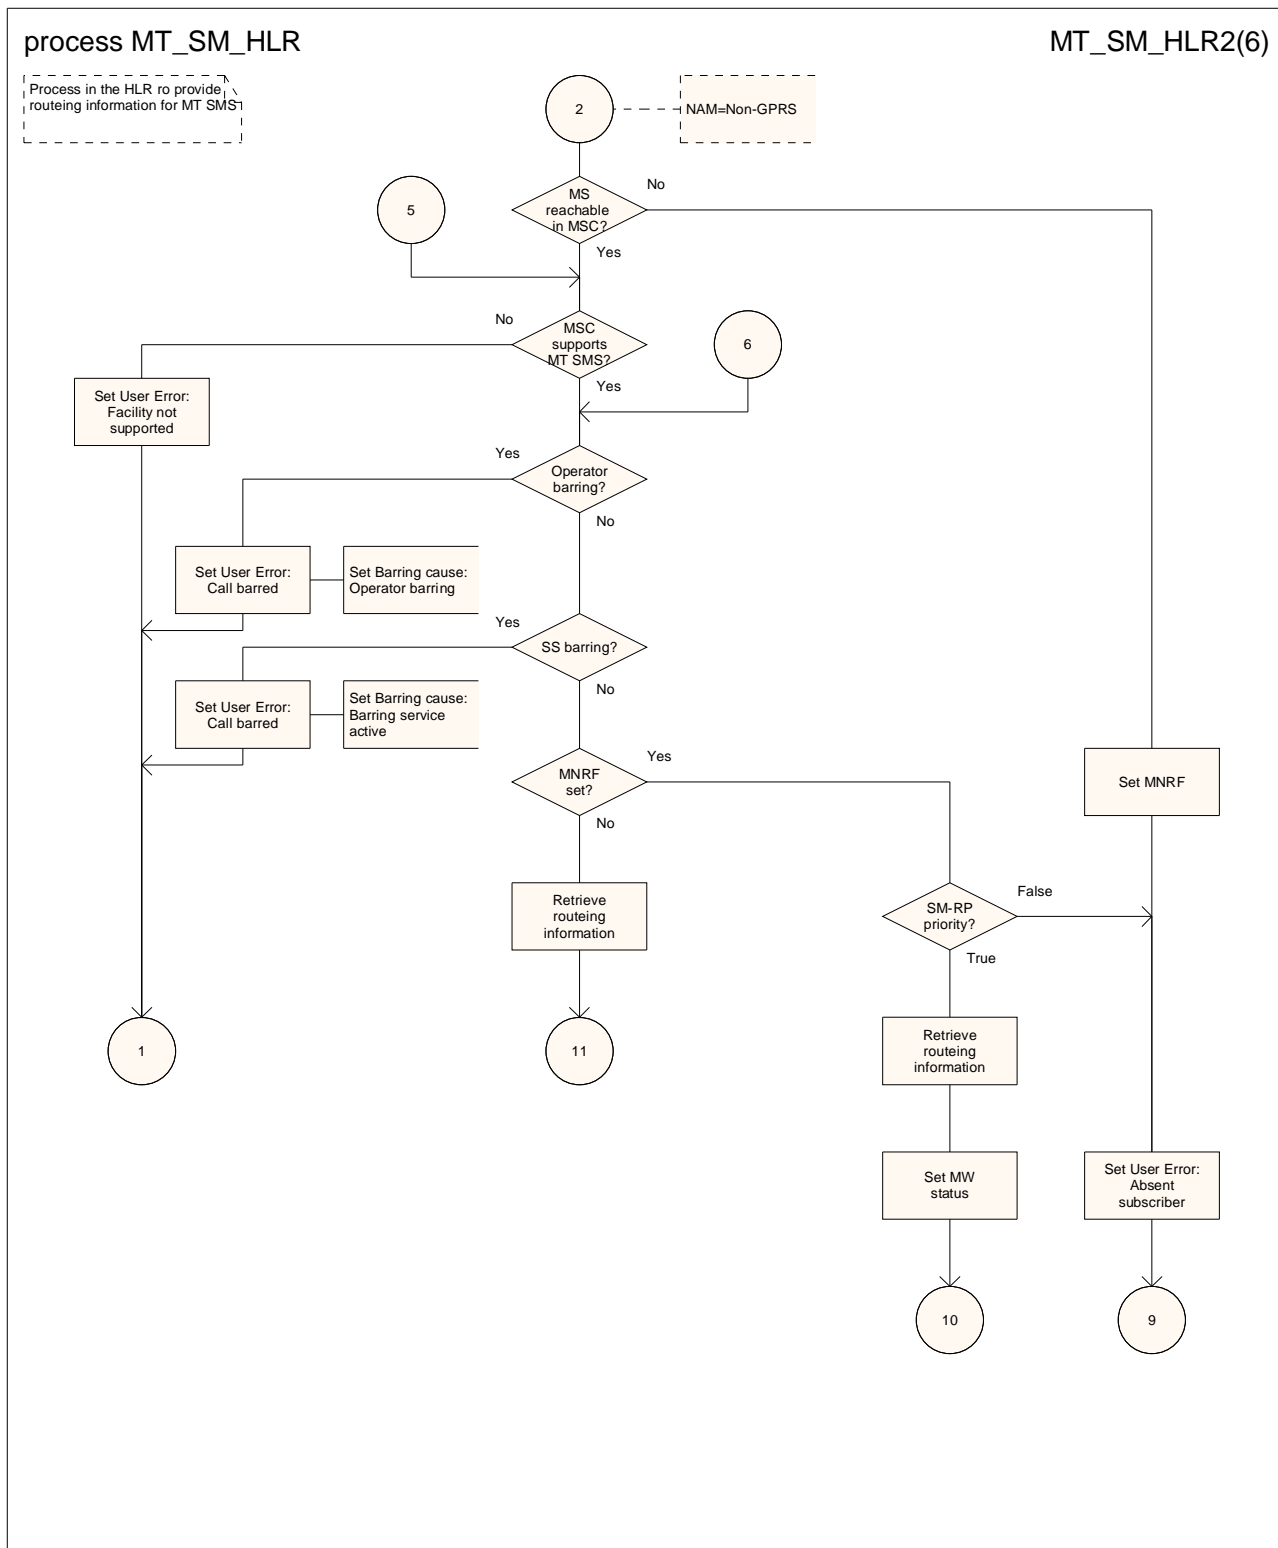 process MT_SM_HLR
MT_SM_HLR2(6)
Process in the HLR ro provide
routeing information for MT SMS
2
NAM=Non-GPRS
MS
reachable
in MSC?
No
5
Yes
No
MSC
supports
MT SMS?
6
Yes
Set User Error:
Facility not
supported
Yes
Operator
barring?
No
Set User Error:
Call barred
Set Barring cause:
Operator barring
Yes
SS barring?
No
Set User Error:
Call barred
Set Barring cause:
Barring service
active
Yes
MNRF
set?
No
Set MNRF
Retrieve
routeing
information
SM-RP
priority?
False
True
1
11
Retrieve
routeing
information
Set MW
status
Set User Error:
Absent
subscriber
10
9